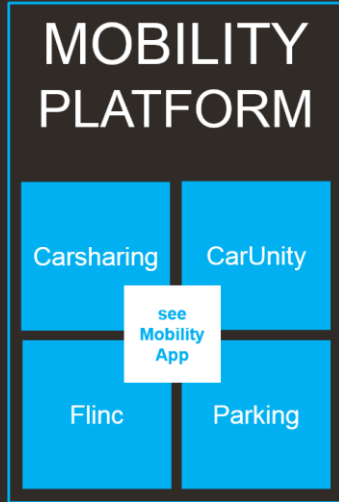 MOBILITY
PLATFORM
Carsharing
CarUnity
see
Mobility
App
Flinc
Parking